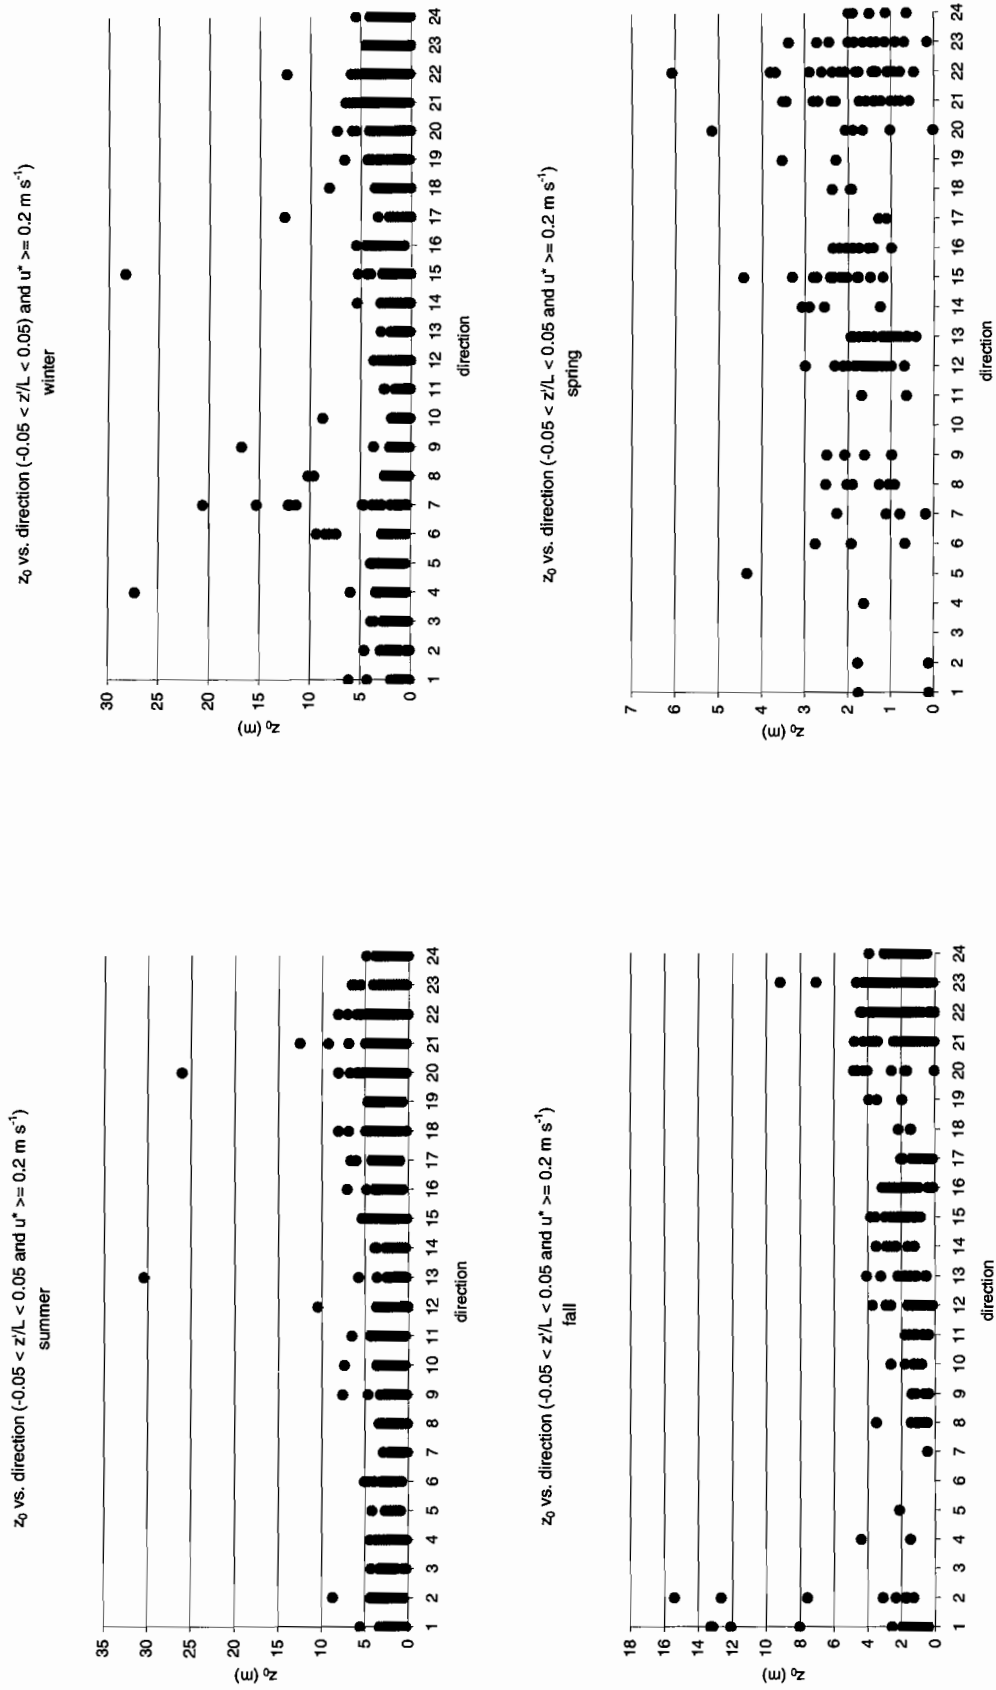 z₀ vs. direction (-0.05 < z'/L < 0.05 and u* >= 0.2 m s⁻¹)
summer
35
30
25
20
15
10
5
0
z₀ (m)
1 2 3 4 5 6 7 8 9 10 11 12 13 14 15 16 17 18 19 20 21 22 23 24
direction
z₀ vs. direction (-0.05 < z'/L < 0.05) and u* >= 0.2 m s⁻¹)
winter
30
25
20
15
10
5
0
z₀ (m)
1 2 3 4 5 6 7 8 9 10 11 12 13 14 15 16 17 18 19 20 21 22 23 24
direction
z₀ vs. direction (-0.05 < z'/L < 0.05 and u* >= 0.2 m s⁻¹)
fall
18
16
14
12
10
8
6
4
2
0
z₀ (m)
1 2 3 4 5 6 7 8 9 10 11 12 13 14 15 16 17 18 19 20 21 22 23 24
direction
z₀ vs. direction (-0.05 < z'/L < 0.05 and u* >= 0.2 m s⁻¹)
spring
7
6
5
4
3
2
1
0
z₀ (m)
1 2 3 4 5 6 7 8 9 10 11 12 13 14 15 16 17 18 19 20 21 22 23 24
direction